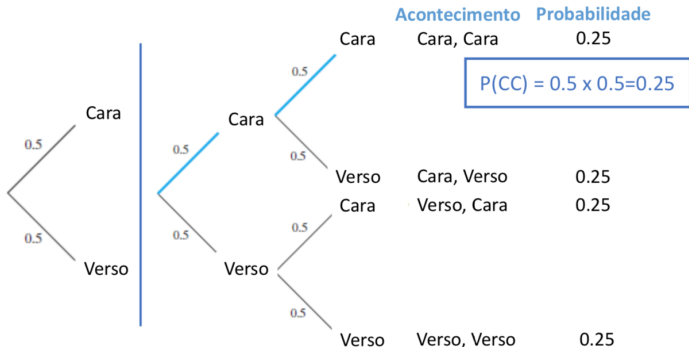 Acontecimento Probabilidade
Cara Cara, Cara 0.25
0.5
P(CC) = 0.5 x 0.5=0.25
Cara
Cara
0.5
0.5
0.5
Verso Cara, Verso 0.25
Cara Verso, Cara 0.25
0.5
0.5
0.5
Verso
Verso
0.5
Verso Verso, Verso 0.25